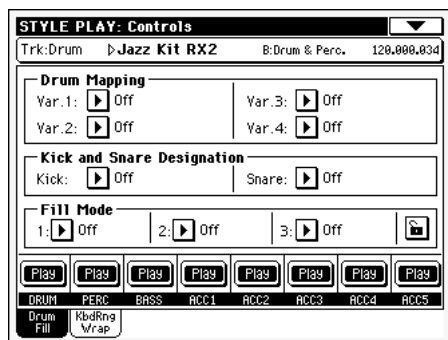 STYLE PLAY: Controls
Trk:Drum Jazz Kit RX2 B:Drum & Perc. 120.000.034
Drum Mapping
Var.1: Off Var.3: Off
Var.2: Off Var.4: Off
Kick and Snare Designation
Kick: Off Snare: Off
Fill Mode
1: Off 2: Off 3: Off
Play Play Play Play Play Play Play Play
DRUM PERC BASS ACC1 ACC2 ACC3 ACC4 ACC5
Drum Fill KbdRng Wrap